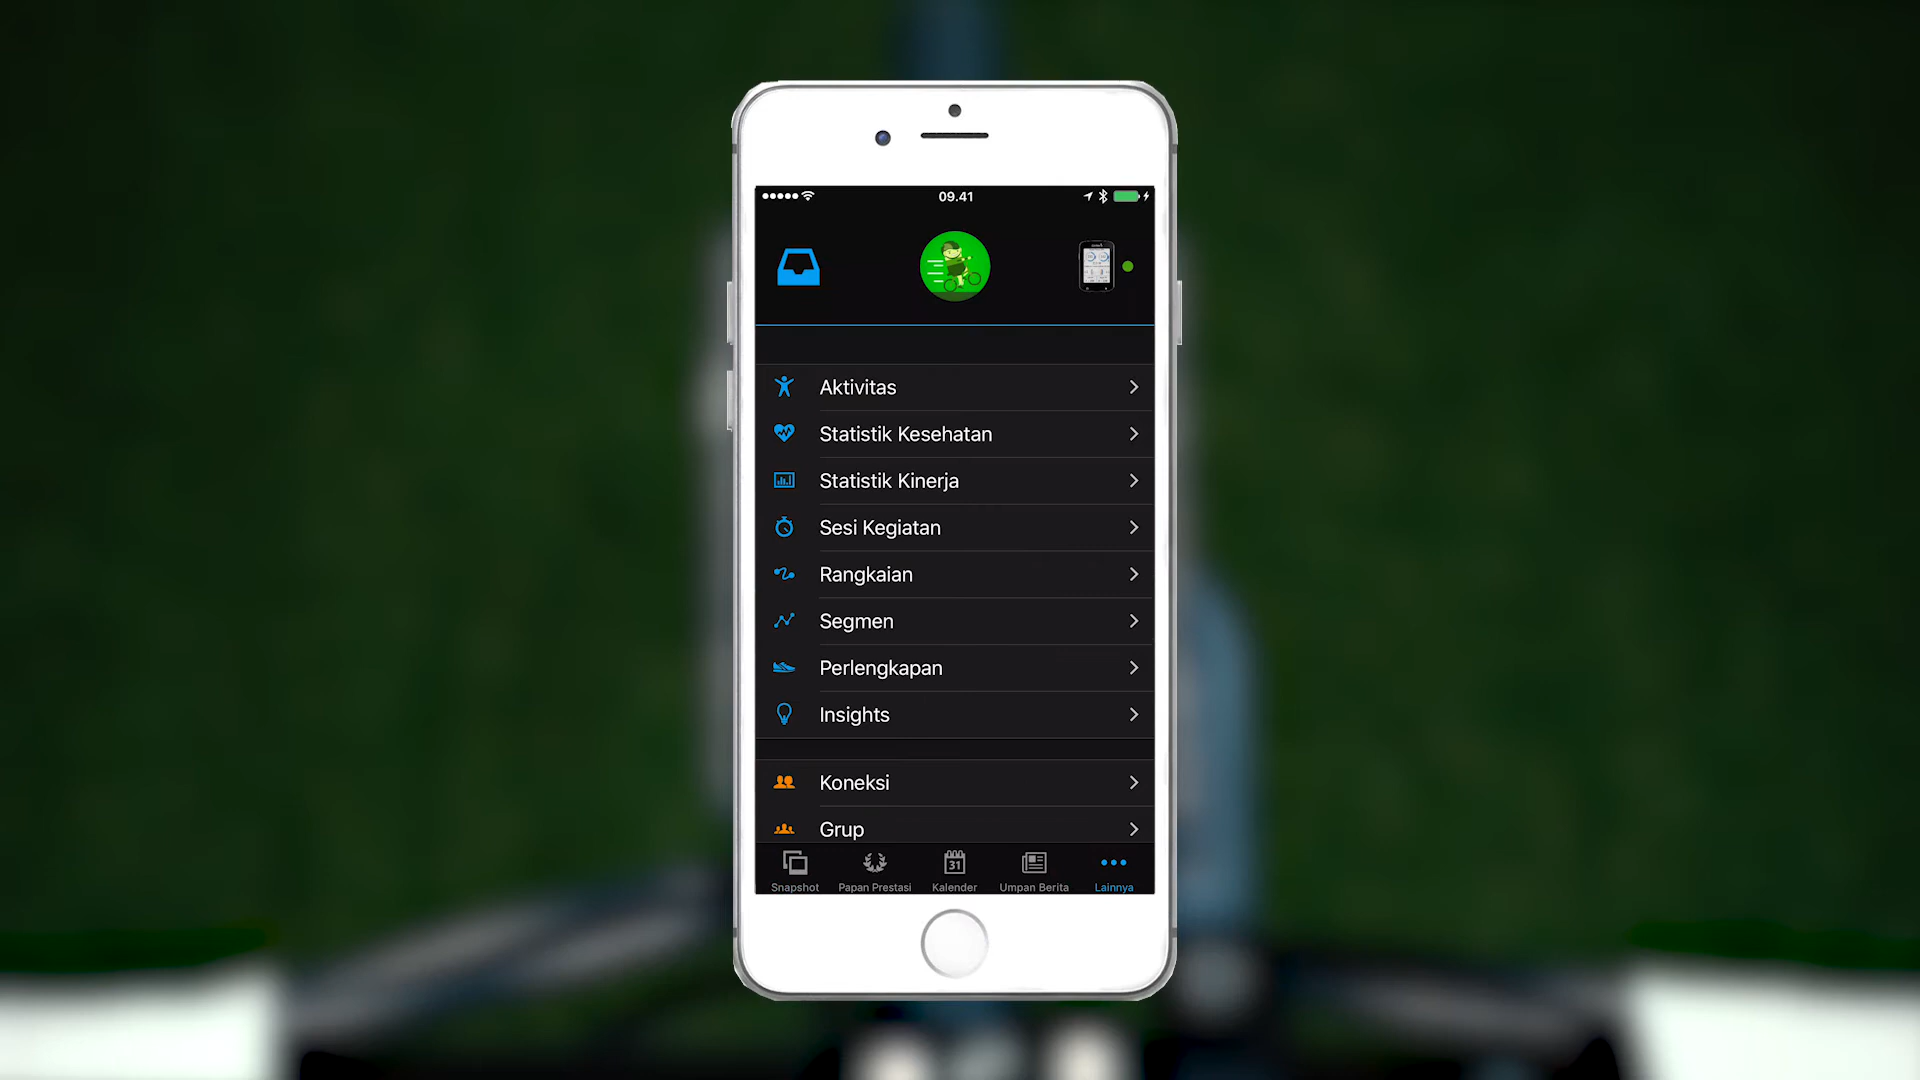 09.41
Aktivitas
Statistik Kesehatan
Statistik Kinerja
Sesi Kegiatan
Rangkaian
Segmen
Perlengkapan
Insights
Koneksi
Grup
31
Snapshot
Papan Prestasi
Kalender
Umpan Berita
Lainnya